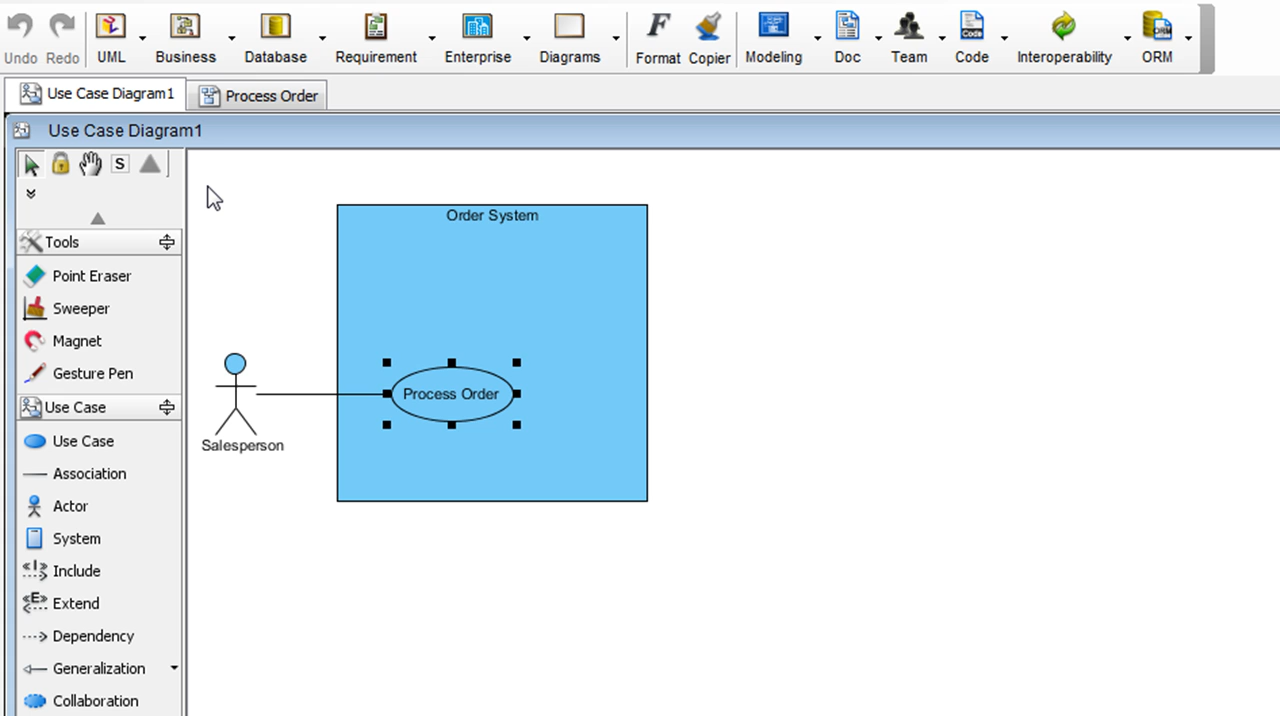 Undo Redo UML Business Database Requirement Enterprise Diagrams Format Copier Modeling Doc Team Code Interoperability ORM
Use Case Diagram1 Process Order
Use Case Diagram1
S
Tools
Point Eraser
Sweeper
Magnet
Gesture Pen
Use Case
Use Case
Association
Actor
System
Include
Extend
Dependency
Generalization
Collaboration
Order System
Process Order
Salesperson